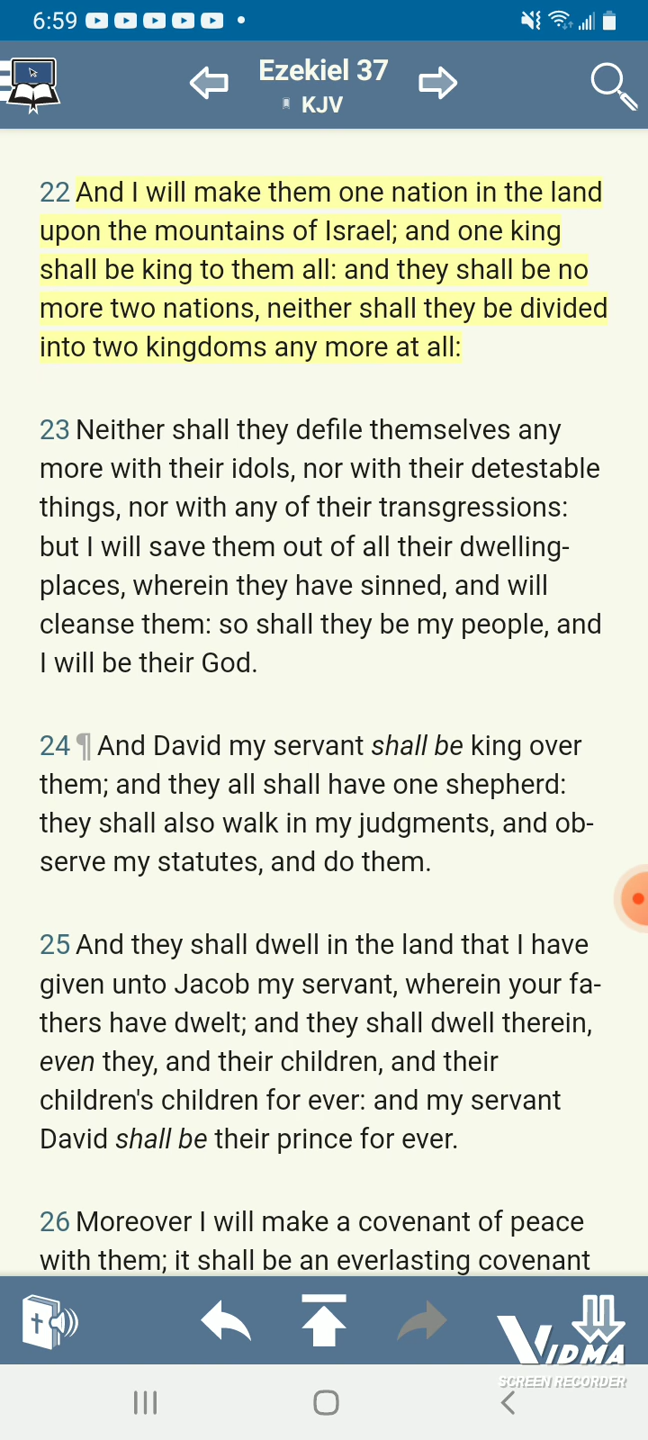 6:59
Ezekiel 37
KJV
22 And I will make them one nation in the land
upon the mountains of Israel; and one king
shall be king to them all: and they shall be no
more two nations, neither shall they be divided
into two kingdoms any more at all:
23 Neither shall they defile themselves any
more with their idols, nor with their detestable
things, nor with any of their transgressions:
but I will save them out of all their dwelling-
places, wherein they have sinned, and will
cleanse them: so shall they be my people, and
I will be their God.
24 ¶ And David my servant shall be king over
them; and they all shall have one shepherd:
they shall also walk in my judgments, and ob-
serve my statutes, and do them.
25 And they shall dwell in the land that I have
given unto Jacob my servant, wherein your fa-
thers have dwelt; and they shall dwell therein,
even they, and their children, and their
children's children for ever: and my servant
David shall be their prince for ever.
26 Moreover I will make a covenant of peace
with them; it shall be an everlasting covenant
VIDMA
SCREEN RECORDER